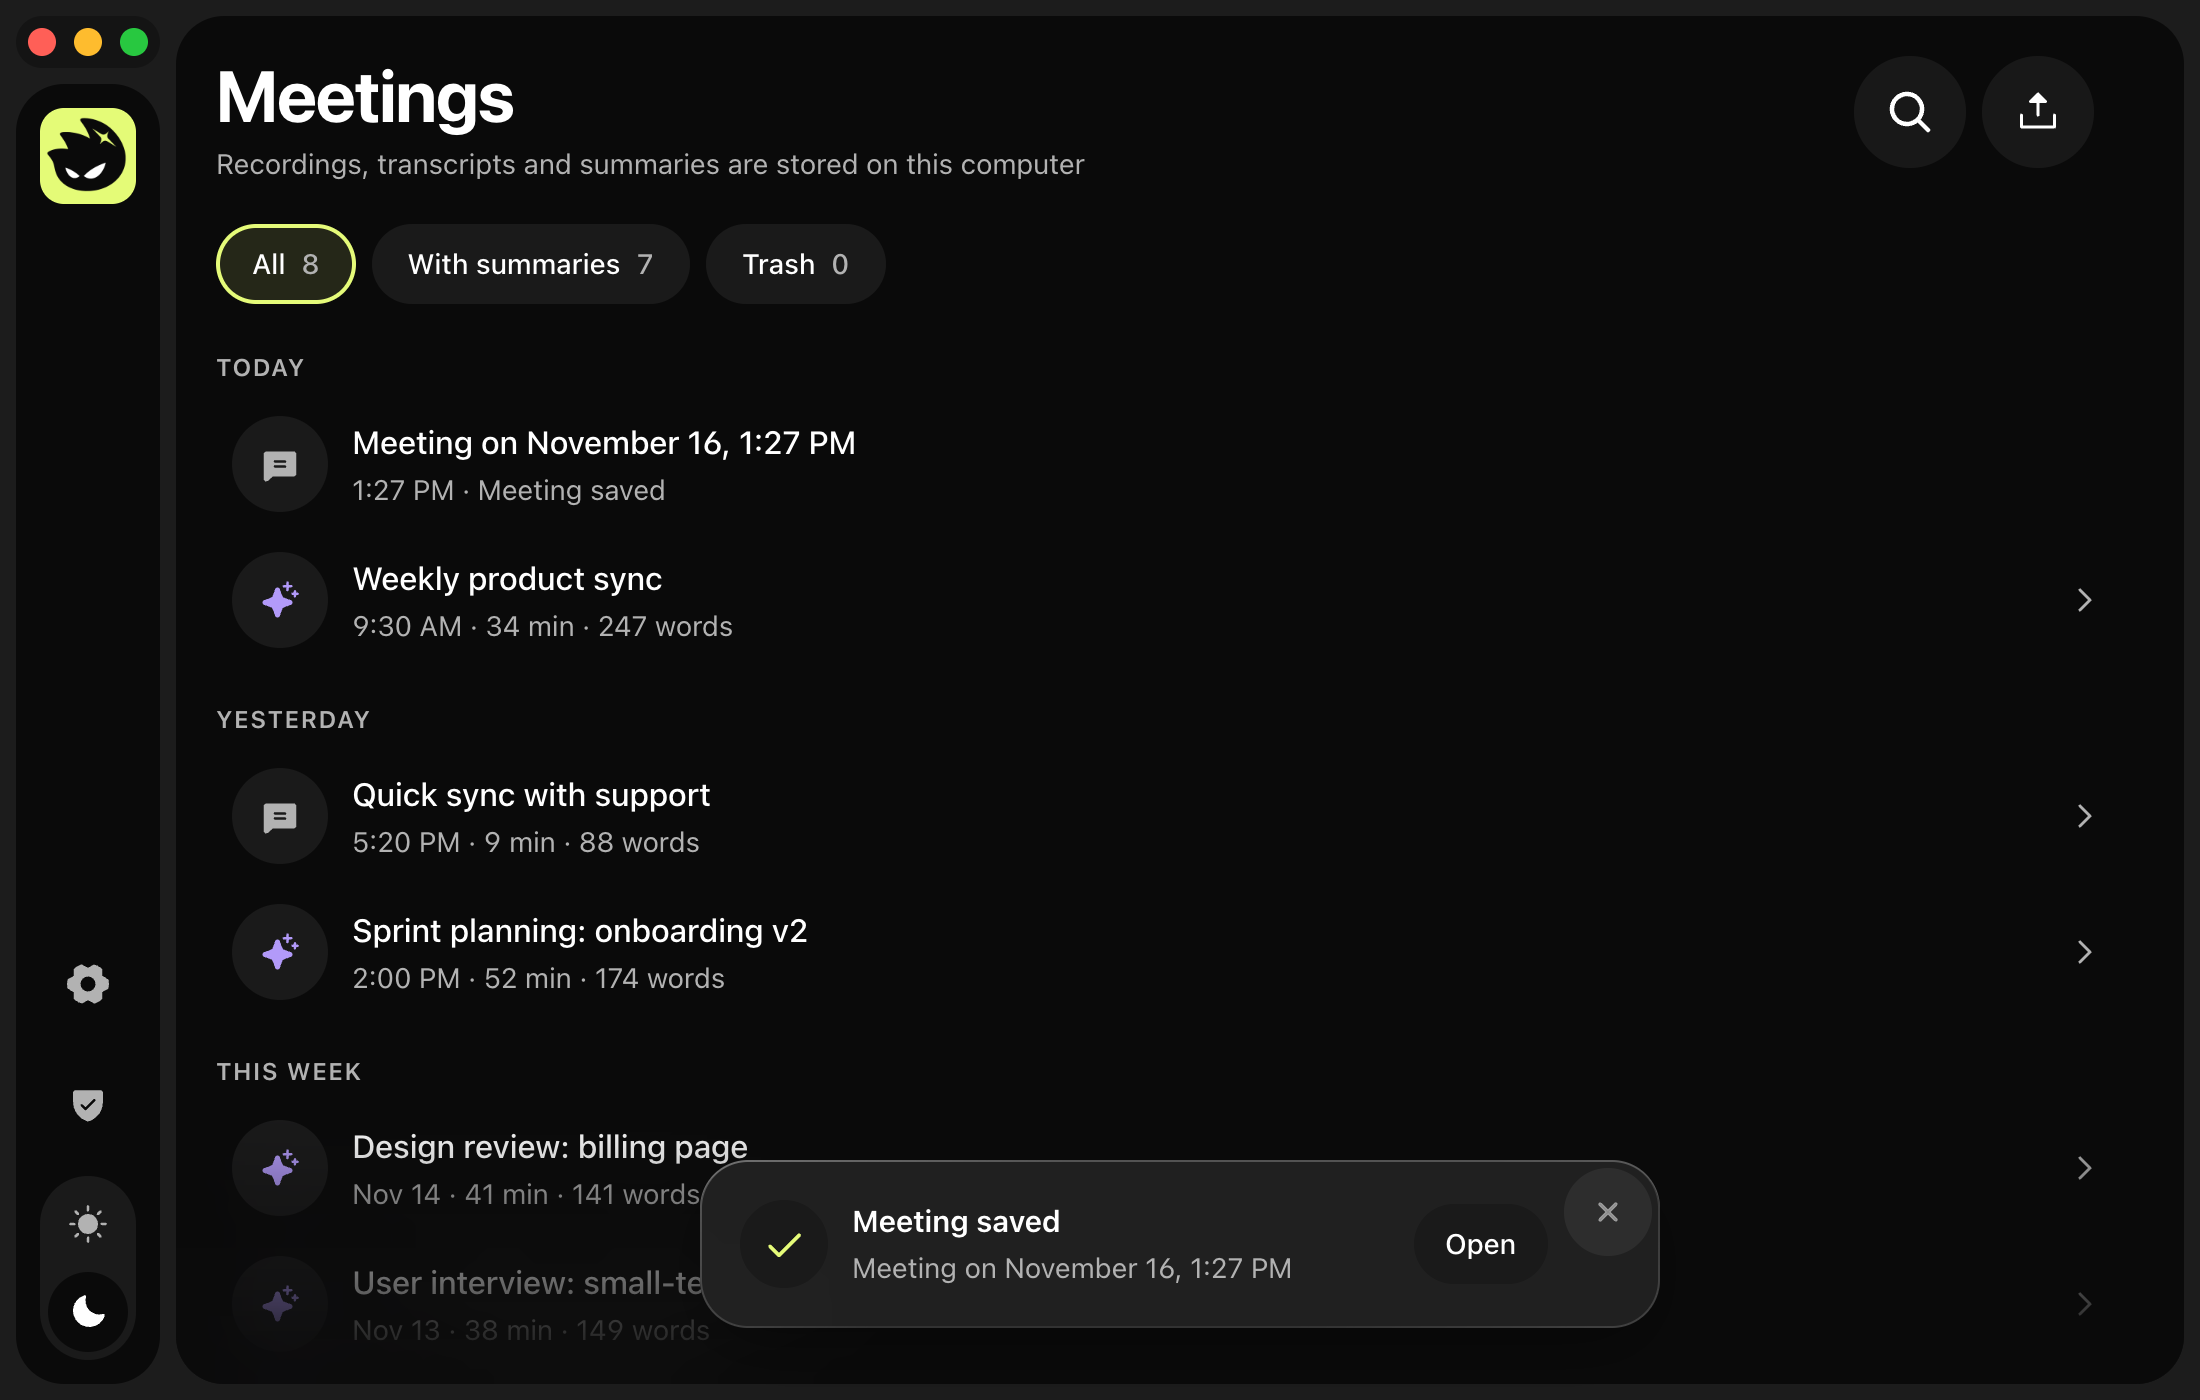 Meetings
Recordings, transcripts and summaries are stored on this computer
All 8
With summaries 7
Trash 0
TODAY
Meeting on November 16, 1:27 PM
1:27 PM · Meeting saved
Weekly product sync
9:30 AM · 34 min · 247 words
YESTERDAY
Quick sync with support
5:20 PM · 9 min · 88 words
Sprint planning: onboarding v2
2:00 PM · 52 min · 174 words
THIS WEEK
Design review: billing page
Nov 14 · 41 min · 141 words
User interview:
Nov 13 · 38 min · 149 words
Meeting saved
Meeting on November 16, 1:27 PM
Open